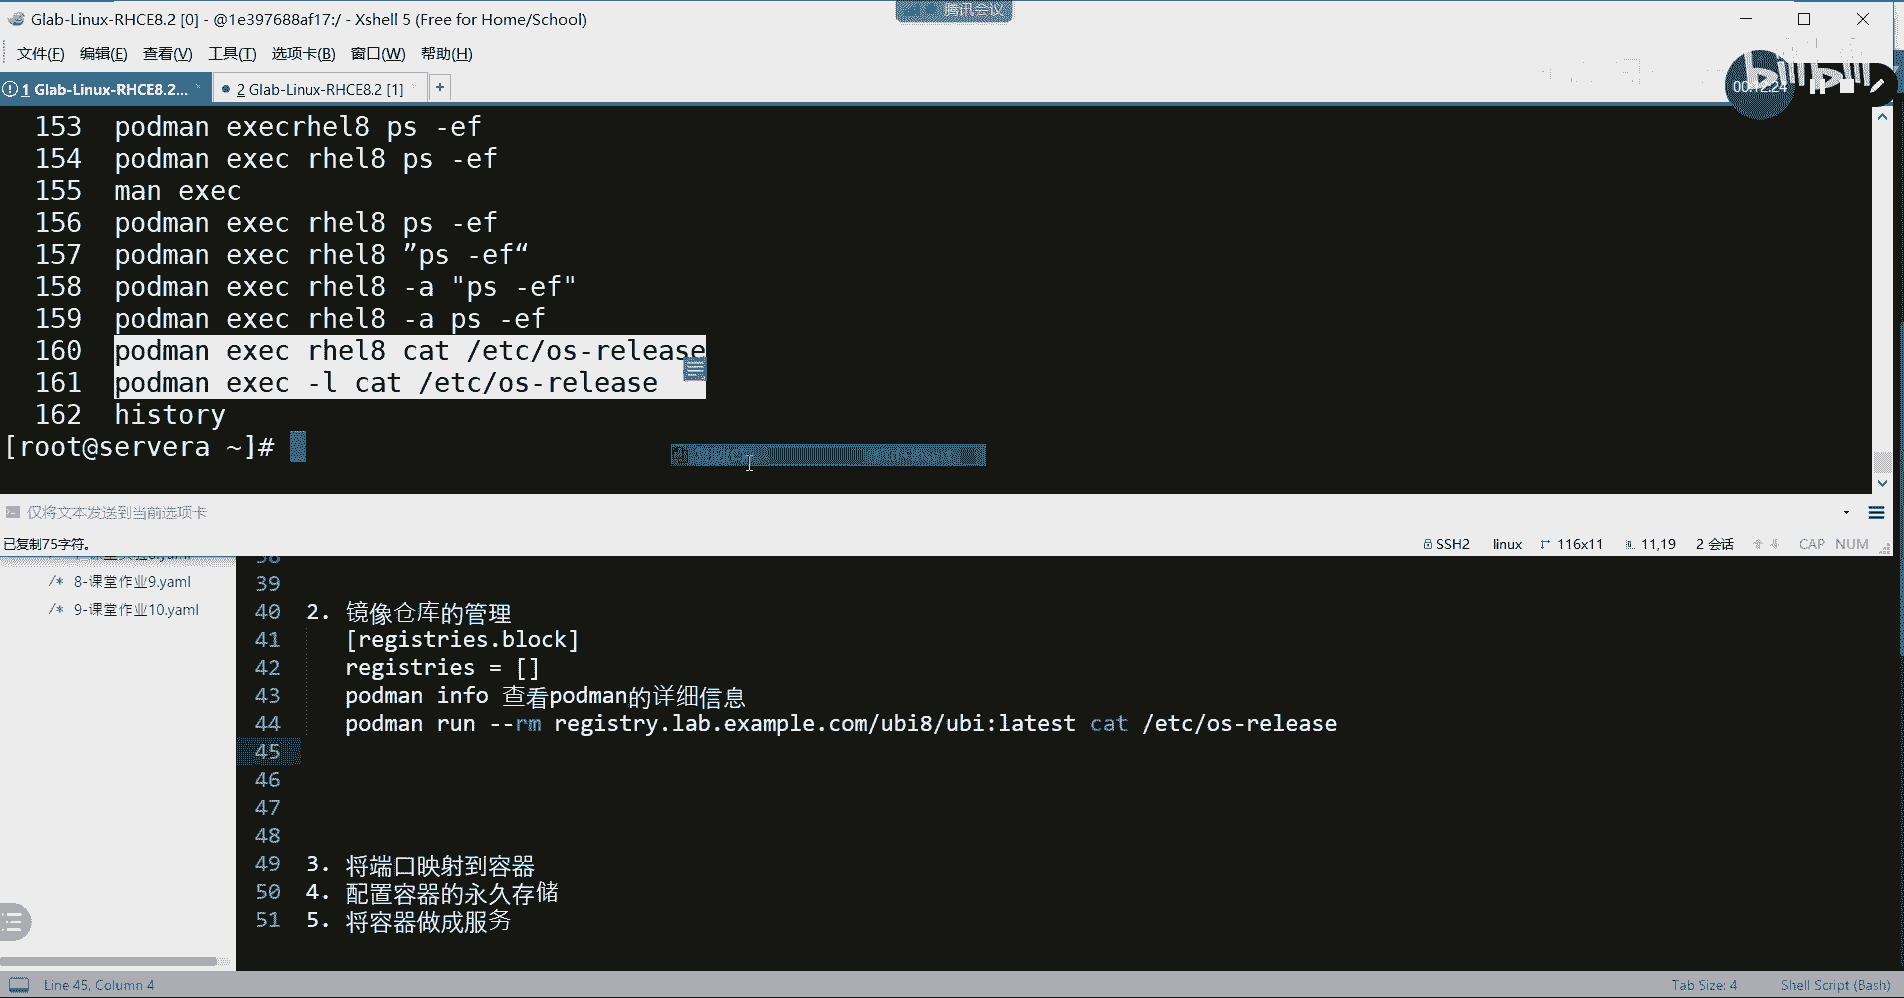 Glab-Linux-RHCE8.2 [0] - @1e397688af17:/ - Xshell 5 (Free for Home/School)
腾讯会议
文件(F) 编辑(E) 查看(V) 工具(T) 选项卡(B) 窗口(W) 帮助(H)
1 Glab-Linux-RHCE8.2...
2 Glab-Linux-RHCE8.2 [1]
+
bilibili
00:12:24
153 podman execrhel8 ps -ef
154 podman exec rhel8 ps -ef
155 man exec
156 podman exec rhel8 ps -ef
157 podman exec rhel8 ”ps -ef“
158 podman exec rhel8 -a "ps -ef"
159 podman exec rhel8 -a ps -ef
160 podman exec rhel8 cat /etc/os-release
161 podman exec -l cat /etc/os-release
162 history
[root@servera ~]#
仅将文本发送到当前选项卡
已复制75字符。
SSH2 linux 116x11 11,19 2 会话 CAP NUM
/* 8-课堂作业9.yaml
/* 9-课堂作业10.yaml
38
39
40 2. 镜像仓库的管理
41 [registries.block]
42 registries = []
43 podman info 查看podman的详细信息
44 podman run --rm registry.lab.example.com/ubi8/ubi:latest cat /etc/os-release
45
46
47
48
49 3. 将端口映射到容器
50 4. 配置容器的永久存储
51 5. 将容器做成服务
Line 45, Column 4
Tab Size: 4
Shell Script (Bash)